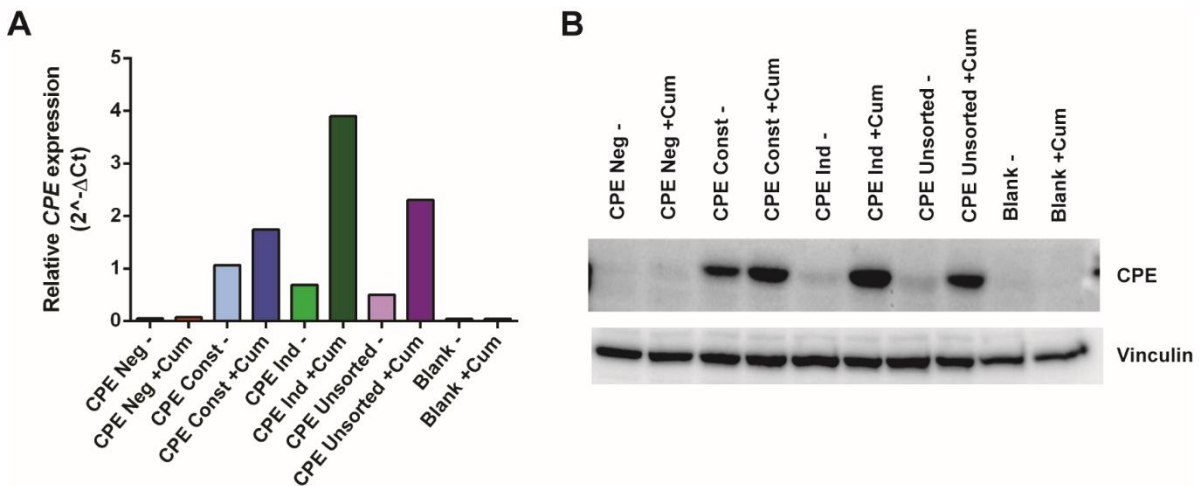 A
Relative CPE expression
(2^-ΔCt)
5
4
3
2
1
0
CPE Neg -
CPE Neg +Cum
CPE Const -
CPE Const +Cum
CPE Ind -
CPE Ind +Cum
CPE Unsorted -
CPE Unsorted +Cum
Blank -
Blank +Cum
B
CPE Neg -
CPE Neg +Cum
CPE Const -
CPE Const +Cum
CPE Ind -
CPE Ind +Cum
CPE Unsorted -
CPE Unsorted +Cum
Blank -
Blank +Cum
CPE
Vinculin